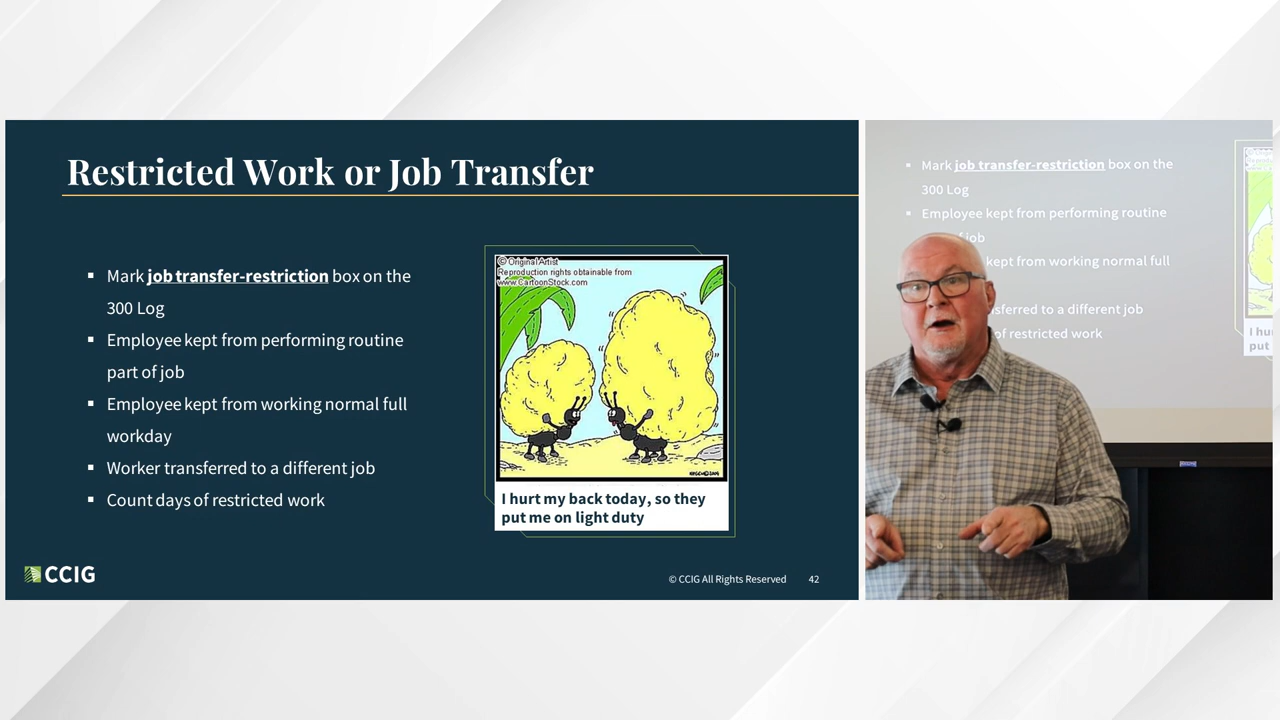 Restricted Work or Job Transfer
▪ Mark job transfer-restriction box on the
300 Log
▪ Employee kept from performing routine
part of job
▪ Employee kept from working normal full
workday
▪ Worker transferred to a different job
▪ Count days of restricted work
© Original Artist
Reproduction rights obtainable from
www.CartoonStock.com
I hurt my back today, so they
put me on light duty
CCIG
© CCIG All Rights Reserved 42
▪ Mark job transfer-restriction box on the
300 Log
▪ Employee kept from performing routine
of job
kept from working normal full
sferred to a different job
of restricted work
I hu
put